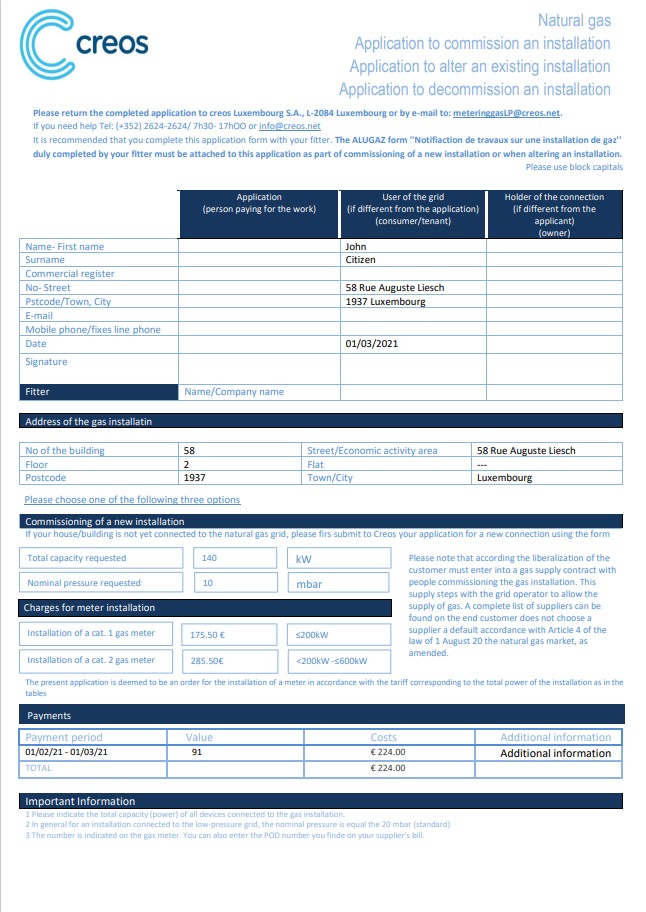 creos
Natural gas
Application to commission an installation
Application to alter an existing installation
Application to decommission an installation
Please return the completed application to creos Luxembourg S.A., L-2084 Luxembourg or by e-mail to: meteringgasLP@creos.net.
If you need help Tel: (+352) 2624-2624/ 7h30- 17hOO or info@creos.net
It is recommended that you complete this application form with your fitter. The ALUGAZ form "Notifiaction de travaux sur une installation de gaz"
duly completed by your fitter must be attached to this application as part of commissioning of a new installation or when altering an installation.
Please use block capitals
Application
(person paying for the work)
User of the grid
(if different from the application)
(consumer/tenant)
Holder of the connection
(if different from the
applicant)
(owner)
Name- First name John
Surname Citizen
Commercial register
No- Street 58 Rue Auguste Liesch
Pstcode/Town, City 1937 Luxembourg
E-mail
Mobile phone/fixes line phone
Date 01/03/2021
Signature
Fitter Name/Company name
Address of the gas installatin
No of the building 58 Street/Economic activity area 58 Rue Auguste Liesch
Floor 2 Flat ---
Postcode 1937 Town/City Luxembourg
Please choose one of the following three options
Commissioning of a new installation
If your house/building is not yet connected to the natural gas grid, please firs submit to Creos your application for a new connection using the form
Total capacity requested 140 kW
Nominal pressure requested 10 mbar
Please note that according the liberalization of the
customer must enter into a gas supply contract with
people commissioning the gas installation. This
supply steps with the grid operator to allow the
supply of gas. A complete list of suppliers can be
found on the end customer does not choose a
supplier a default accordance with Article 4 of the
law of 1 August 20 the natural gas market, as
amended.
Charges for meter installation
Installation of a cat. 1 gas meter 175.50 € ≤200kW
Installation of a cat. 2 gas meter 285.50€ <200kW -≤600kW
The present application is deemed to be an order for the installation of a meter in accordance with the tariff corresponding to the total power of the installation as in the
tables
Payments
Payment period Value Costs Additional information
01/02/21 - 01/03/21 91 € 224.00 Additional information
TOTAL € 224.00
Important Information
1 Please indicate the total capacity (power) of all devices connected to the gas installation.
2 In general for an installation connected to the low-pressure grid, the nominal pressure is equal the 20 mbar (standard)
3 The number is indicated on the gas meter. You can also enter the POD number you finde on your supplier's bill.